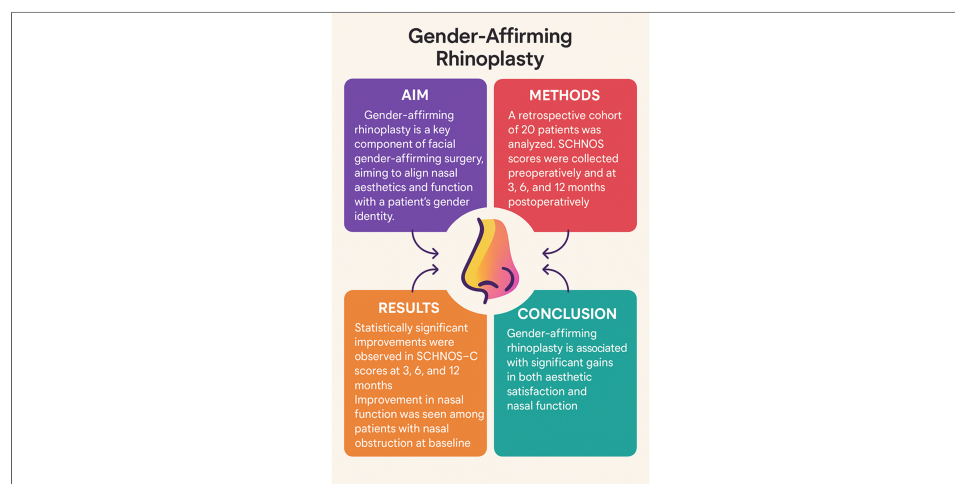 Gender-Affirming
Rhinoplasty
AIM
Gender-affirming
rhinoplasty is a key
component of facial
gender-affirming surgery,
aiming to align nasal
aesthetics and function
with a patient's gender
identity.
METHODS
A retrospective cohort
of 20 patients was
analyzed. SCHNOS
scores were collected
preoperatively and at
3, 6, and 12 months
postoperatively
RESULTS
Statistically significant
improvements were
observed in SCHNOS–C
scores at 3, 6, and 12
months
Improvement in nasal
function was seen among
patients with nasal
obstruction at baseline
CONCLUSION
Gender-affirming
rhinoplasty is associated
with significant gains
in both aesthetic
satisfaction and
nasal function